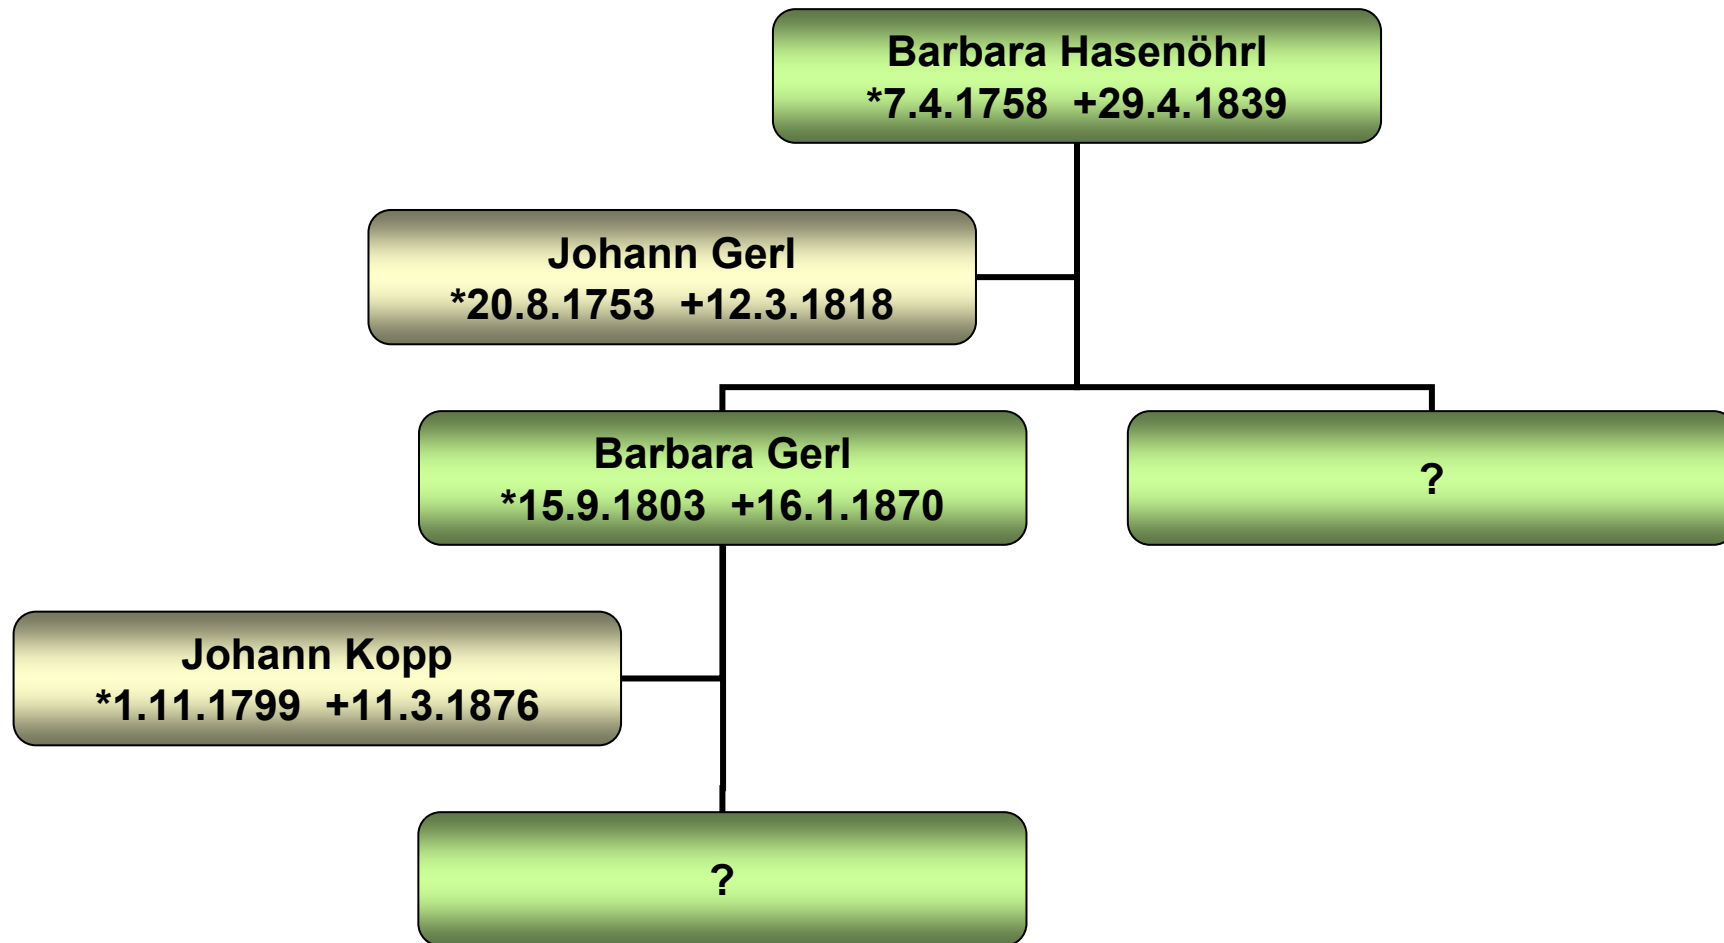 Barbara Hasenöhrl
*7.4.1758 +29.4.1839
Johann Gerl
*20.8.1753 +12.3.1818
Barbara Gerl
*15.9.1803 +16.1.1870
?
Johann Kopp
*1.11.1799 +11.3.1876
?